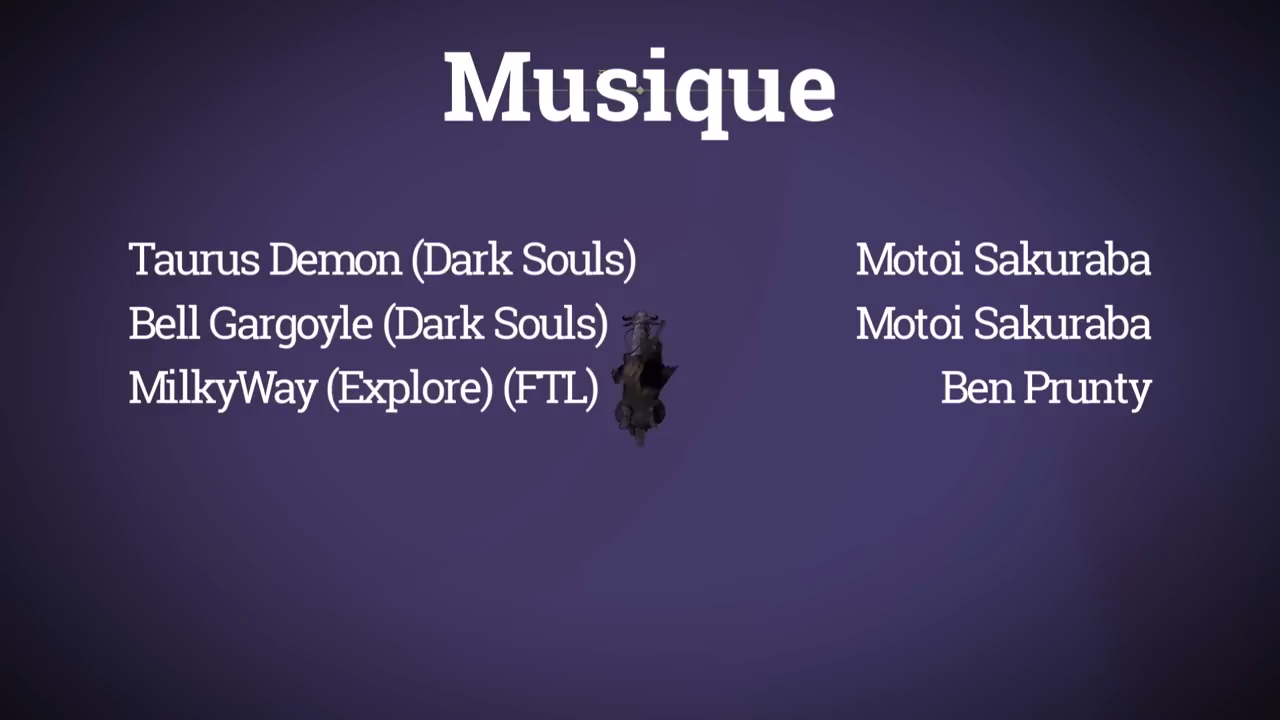 Musique
Taurus Demon (Dark Souls) Motoi Sakuraba
Bell Gargoyle (Dark Souls) Motoi Sakuraba
MilkyWay (Explore) (FTL) Ben Prunty